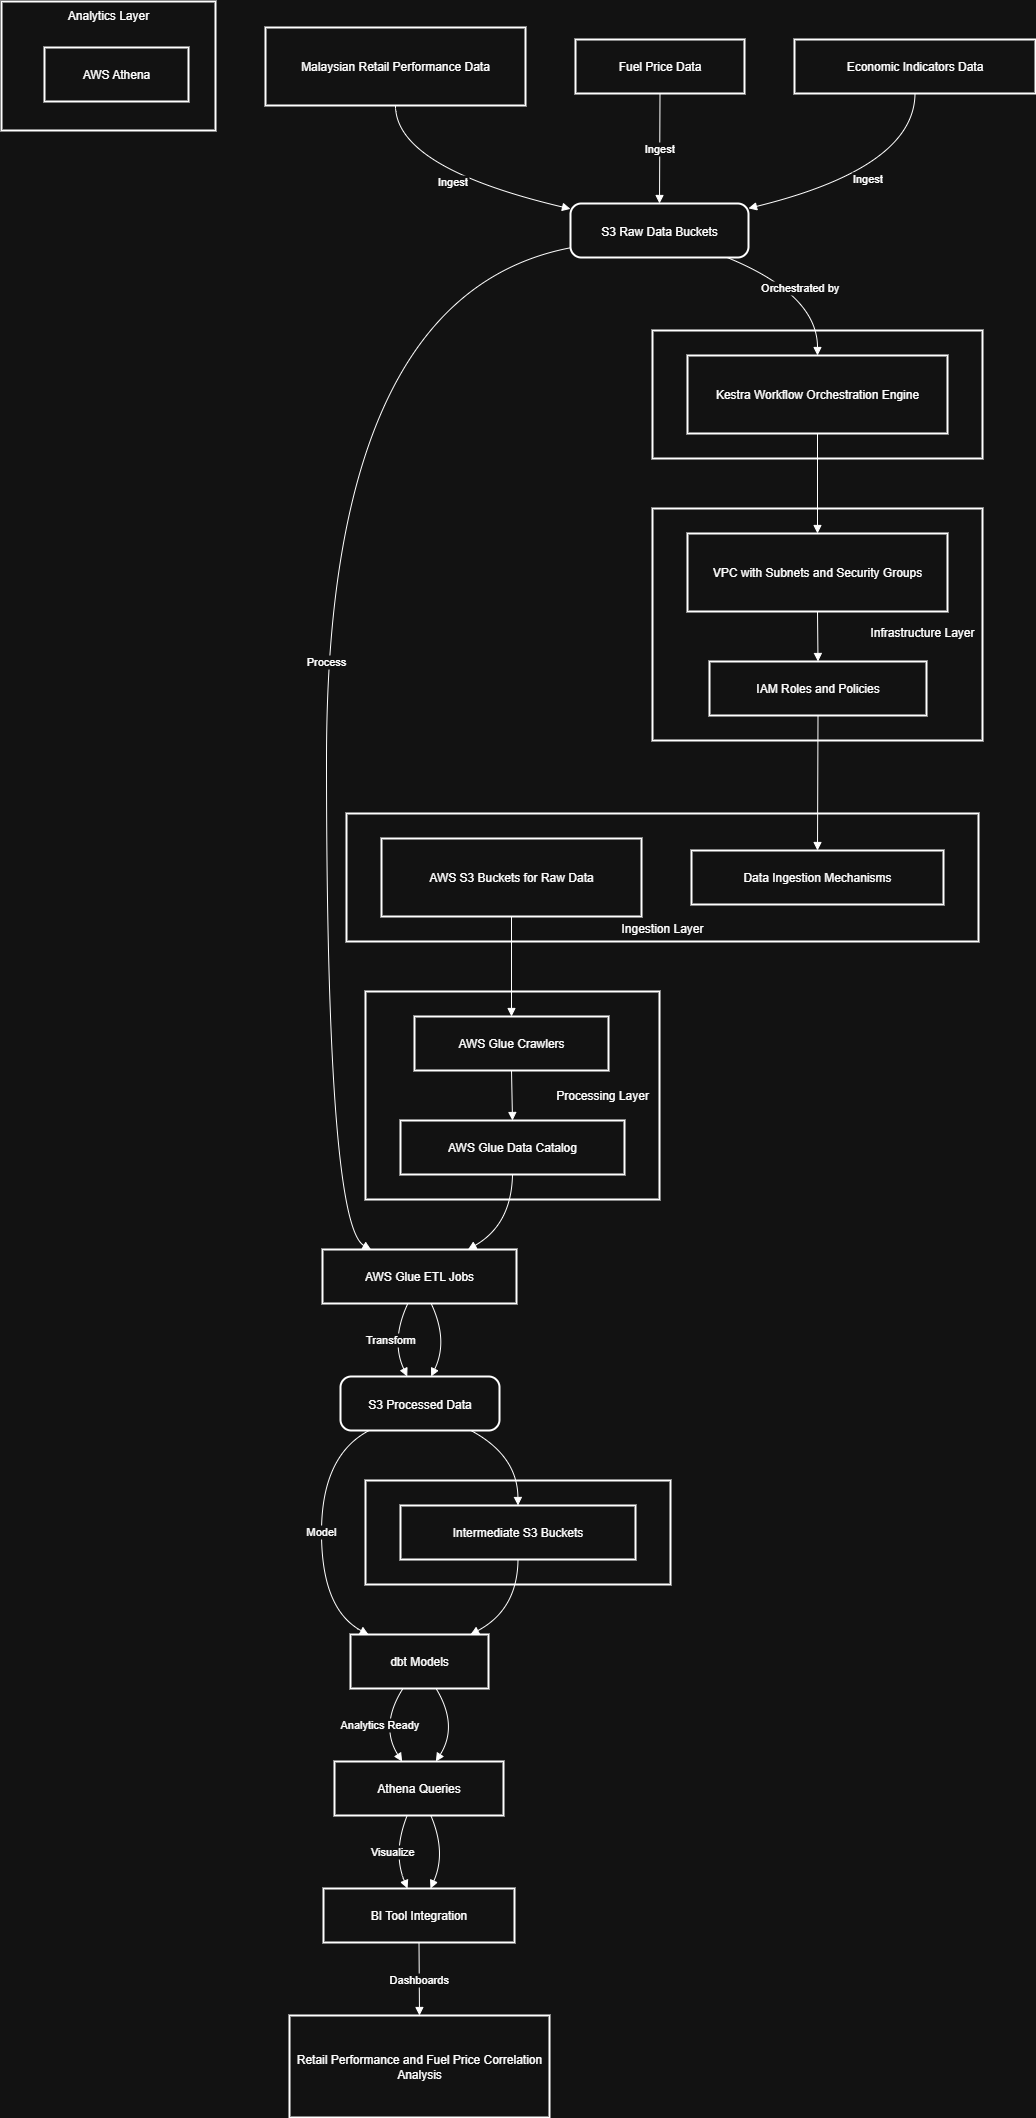 Analytics Layer
AWS Athena
Malaysian Retail Performance Data
Fuel Price Data
Economic Indicators Data
Ingest
Ingest
Ingest
S3 Raw Data Buckets
Orchestrated by
Kestra Workflow Orchestration Engine
VPC with Subnets and Security Groups
Infrastructure Layer
Process
IAM Roles and Policies
AWS S3 Buckets for Raw Data
Data Ingestion Mechanisms
Ingestion Layer
AWS Glue Crawlers
Processing Layer
AWS Glue Data Catalog
AWS Glue ETL Jobs
Transform
S3 Processed Data
Model
Intermediate S3 Buckets
dbt Models
Analytics Ready
Athena Queries
Visualize
BI Tool Integration
Dashboards
Retail Performance and Fuel Price Correlation
Analysis